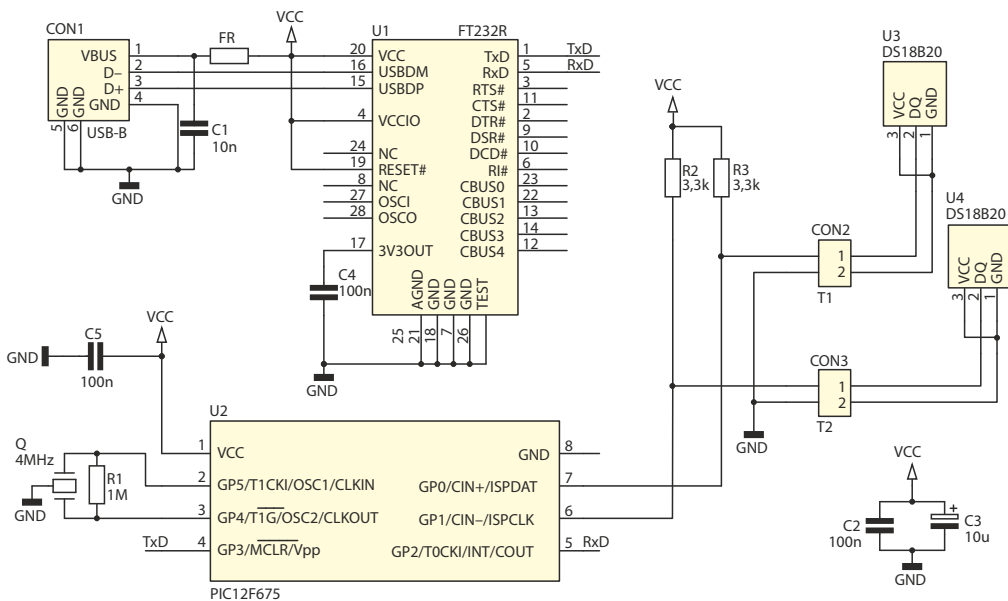 CON1
VBUS 1
D− 2
D+ 3
GND 4
GND 5
GND 6
USB-B
GND
FR
VCC
C1
10n
U1 FT232R
20 VCC
16 USBDM
15 USBDP
4 VCCIO
24 NC
19 RESET#
8 NC
27 OSCI
28 OSCO
17 3V3OUT
TxD 1 TxD
RxD 5 RxD
RTS# 3
CTS# 11
DTR# 2
DSR# 9
DCD# 10
RI# 6
CBUS0 23
CBUS1 22
CBUS2 13
CBUS3 14
CBUS4 12
AGND
GND
GND
GND
TEST
25
21
18
7
26
C4
100n
GND
VCC
C5
GND
100n
VCC
R2
3,3k
R3
3,3k
U3
DS18B20
VCC
DQ
GND
3
2
1
U4
DS18B20
VCC
DQ
GND
3
2
1
CON2
1
2
T1
CON3
1
2
T2
GND
U2
1 VCC
2 GP5/T1CKI/OSC1/CLKIN
3 GP4/T1G/OSC2/CLKOUT
TxD 4 GP3/MCLR/Vpp
GND 8
GP0/CIN+/ISPDAT 7
GP1/CIN−/ISPCLK 6
GP2/T0CKI/INT/COUT 5 RxD
PIC12F675
Q
4MHz
R1
1M
GND
VCC
C2
100n
+
C3
10u
GND